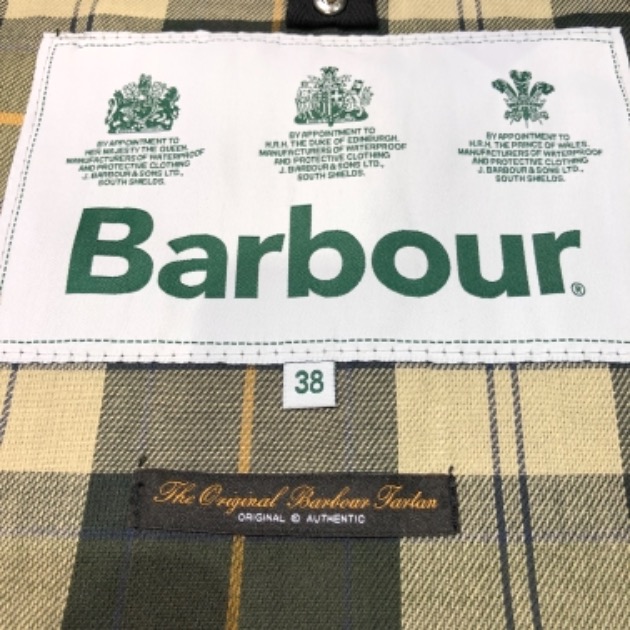 BY APPOINTMENT TO
HER MAJESTY THE QUEEN.
MANUFACTURERS OF WATERPROOF
AND PROTECTIVE CLOTHING
J. BARBOUR & SONS LTD.,
SOUTH SHIELDS.
BY APPOINTMENT TO
H.R.H. THE DUKE OF EDINBURGH.
MANUFACTURERS OF WATERPROOF
AND PROTECTIVE CLOTHING
J. BARBOUR & SONS LTD.,
SOUTH SHIELDS.
BY APPOINTMENT TO
H.R.H. THE PRINCE OF WALES.
MANUFACTURERS OF WATERPROOF
AND PROTECTIVE CLOTHING
J. BARBOUR & SONS LTD.,
SOUTH SHIELDS.
Barbour®
38
The Original Barbour Tartan
ORIGINAL © AUTHENTIC